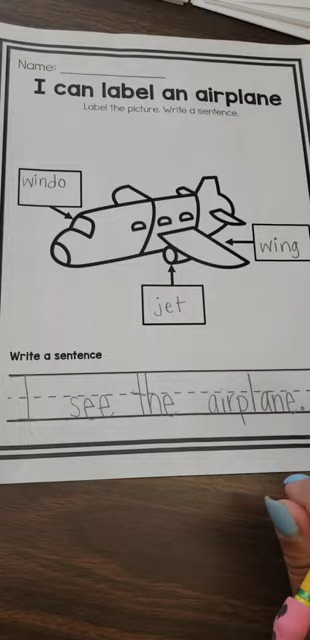 Name: 
I can label an airplane
Label the picture. Write a sentence.
windo
wing
jet
Write a sentence
I see the airplane.